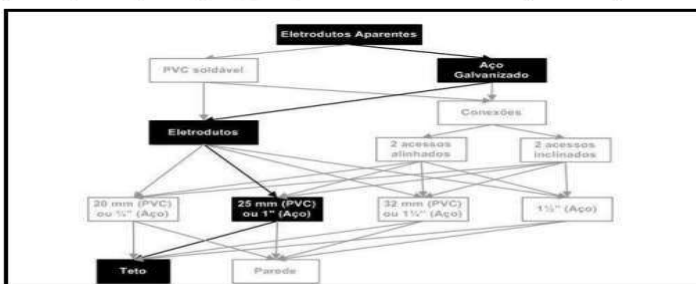 Eletrodutos Aparentes
PVC soldável
Aço
Galvanizado
Conexões
Eletrodutos
2 acessos
alinhados
2 acessos
inclinados
20 mm (PVC)
ou ¾" (Aço)
25 mm (PVC)
ou 1" (Aço)
32 mm (PVC)
ou 1¼" (Aço)
1½" (Aço)
Teto
Parede